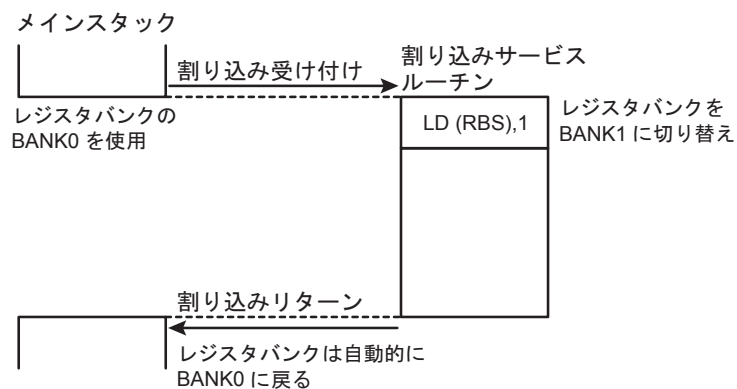 メインスタック
割り込み受け付け
割り込みサービス
ルーチン
レジスタバンクの
BANK0 を使用
LD (RBS),1
レジスタバンクを
BANK1 に切り替え
割り込みリターン
レジスタバンクは自動的に
BANK0 に戻る